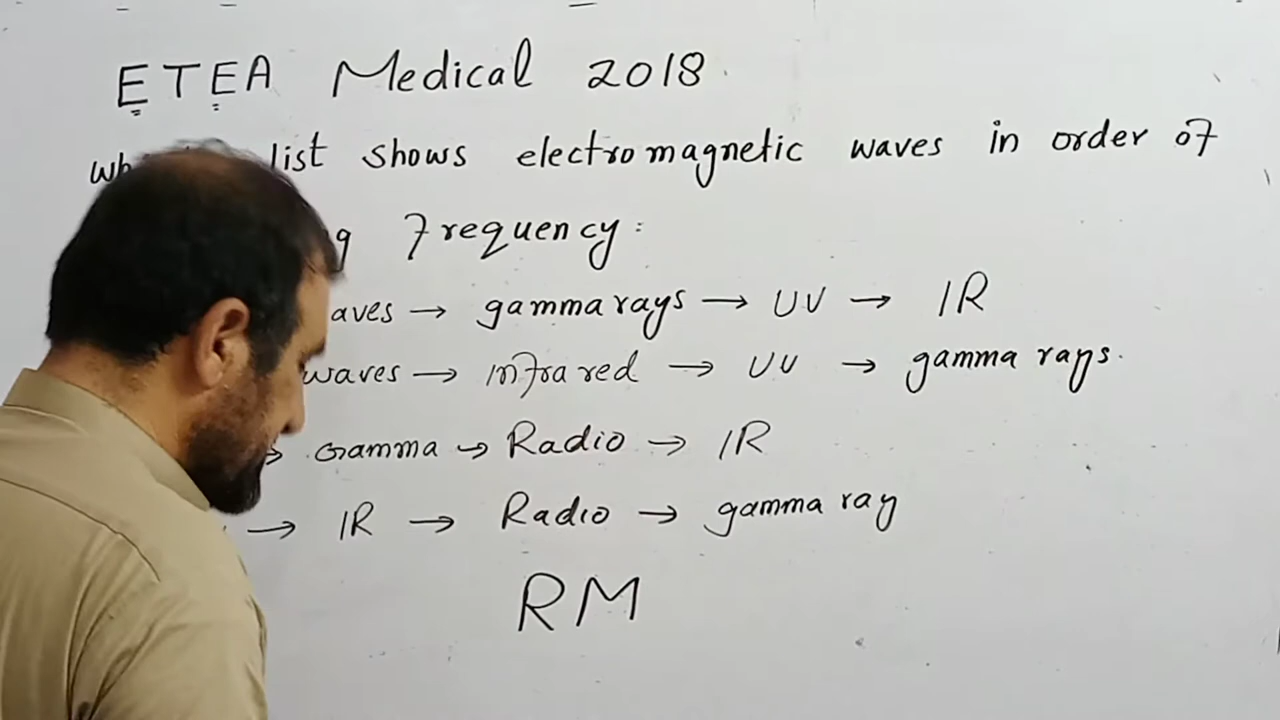 ETEA Medical 2018
list shows electromagnetic waves in order of
Frequency:
→ gamma rays → UV → IR
waves → infrared → UV → gamma rays.
→ Gamma → Radio → IR
→ IR → Radio → gamma ray
RM